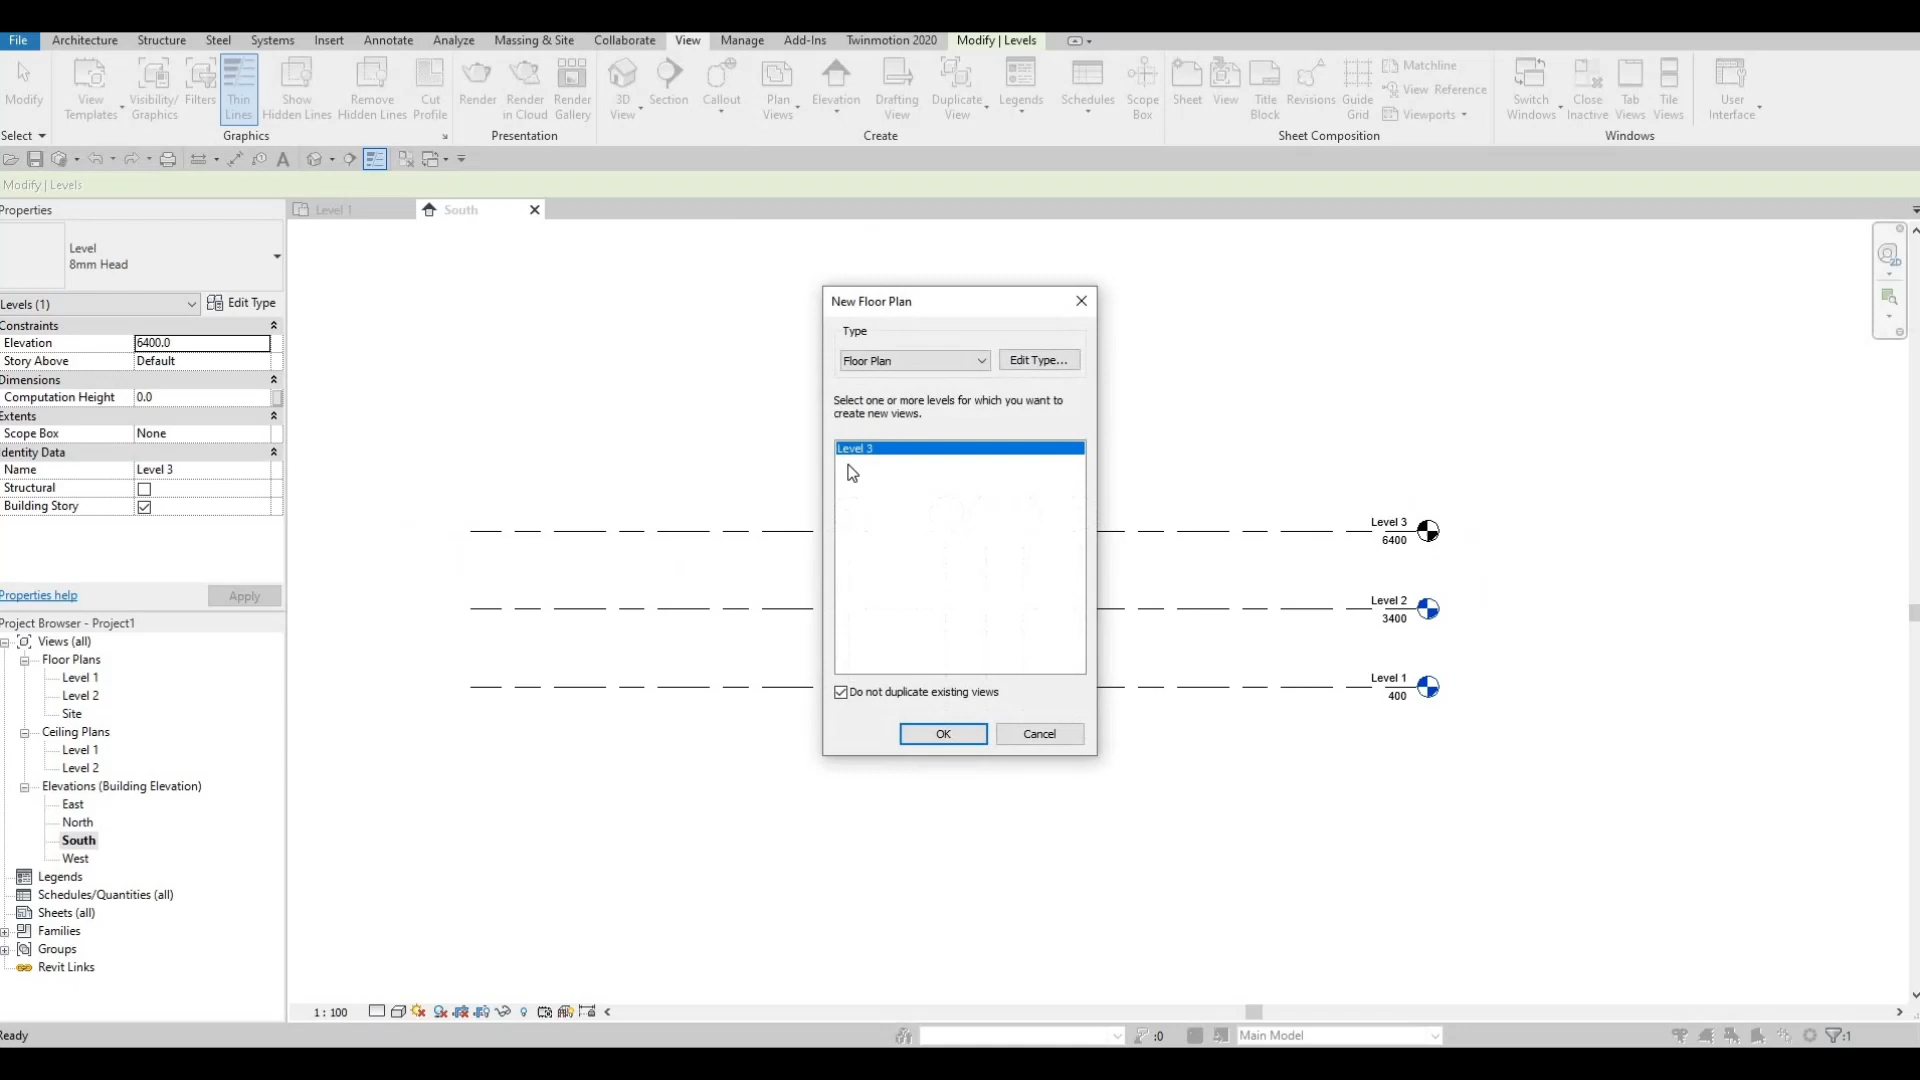 File Architecture Structure Steel Systems Insert Annotate Analyze Massing & Site Collaborate View Manage Add-Ins Twinmotion 2020 Modify | Levels
Modify
View Templates
Visibility/ Graphics
Filters
Thin Lines
Show Hidden Lines
Remove Hidden Lines
Cut Profile
Render
Render in Cloud
Render Gallery
3D View
Section
Callout
Plan Views
Elevation
Drafting View
Duplicate View
Legends
Schedules
Scope Box
Sheet
View
Title Block
Revisions
Guide Grid
Matchline
View Reference
Viewports
Switch Windows
Close Inactive
Tab Views
Tile Views
User Interface
Select Graphics Presentation Create Sheet Composition Windows
A
Modify | Levels
Properties
Level 1
South
Level
8mm Head
Levels (1)
Edit Type
Constraints
Elevation 6400.0
Story Above Default
Dimensions
Computation Height 0.0
Extents
Scope Box None
Identity Data
Name Level 3
Structural
Building Story
Properties help
Apply
Project Browser - Project1
Views (all)
Floor Plans
Level 1
Level 2
Site
Ceiling Plans
Level 1
Level 2
Elevations (Building Elevation)
East
North
South
West
Legends
Schedules/Quantities (all)
Sheets (all)
Families
Groups
Revit Links
New Floor Plan
Type
Floor Plan
Edit Type...
Select one or more levels for which you want to
create new views.
Level 3
Do not duplicate existing views
OK
Cancel
Level 3
6400
Level 2
3400
Level 1
400
2D
1 : 100
Ready
:0
Main Model
:1